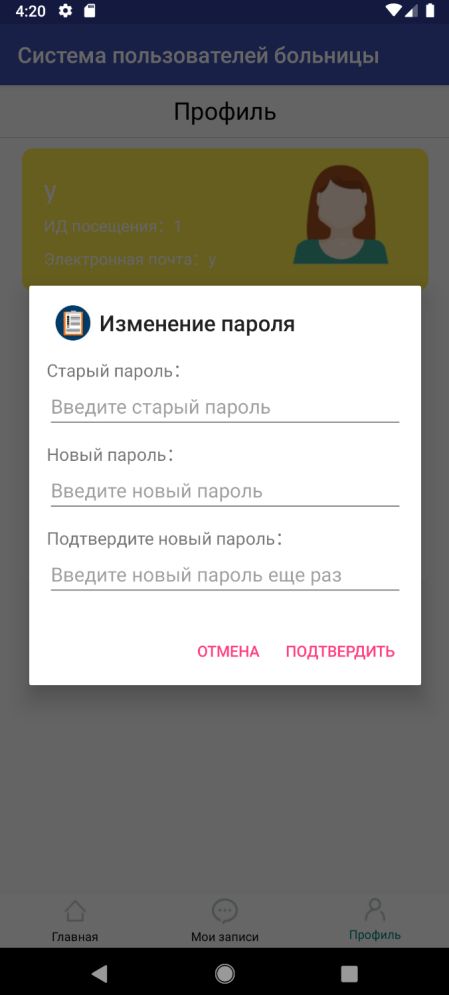 4:20
Система пользователей больницы
Профиль
y
ИД посещения：1
Электронная почта：y
Изменение пароля
Старый пароль：
Введите старый пароль
Новый пароль：
Введите новый пароль
Подтвердите новый пароль：
Введите новый пароль еще раз
ОТМЕНА ПОДТВЕРДИТЬ
Главная Мои записи Профиль